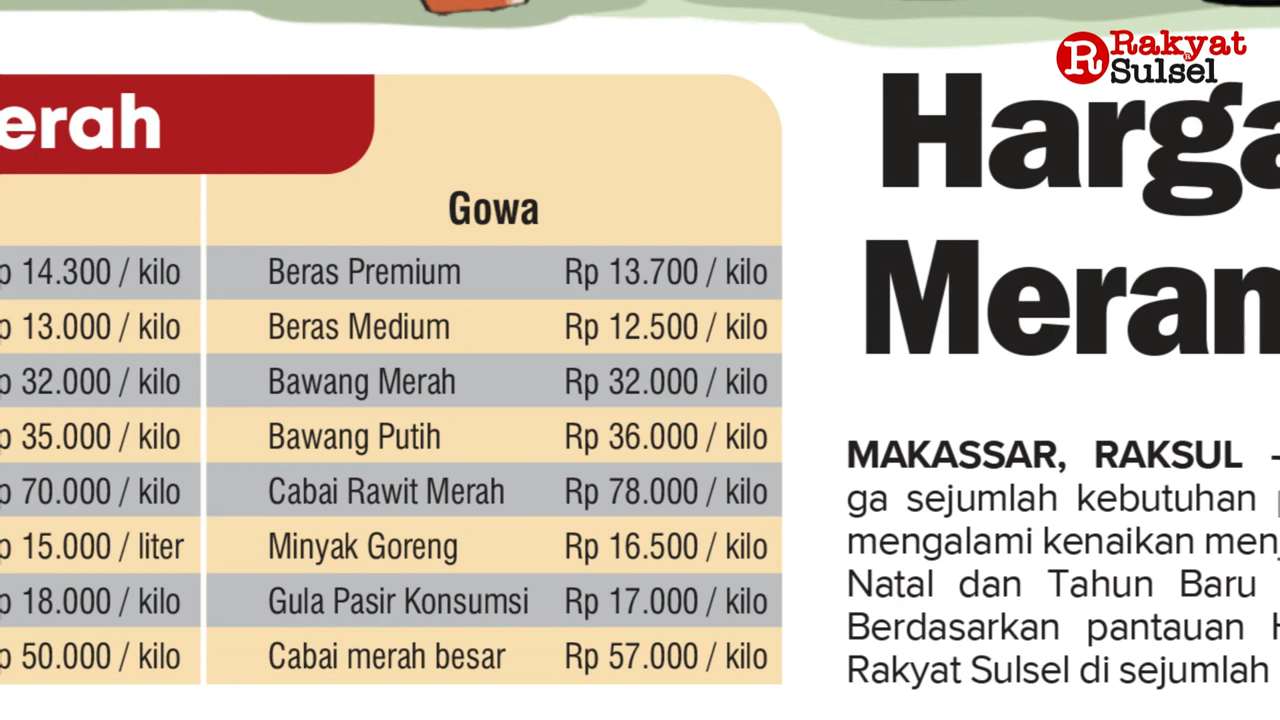 Rakyat
Sulsel
erah
Gowa
p 14.300 / kilo
p 13.000 / kilo
p 32.000 / kilo
p 35.000 / kilo
p 70.000 / kilo
p 15.000 / liter
p 18.000 / kilo
p 50.000 / kilo
Beras Premium Rp 13.700 / kilo
Beras Medium Rp 12.500 / kilo
Bawang Merah Rp 32.000 / kilo
Bawang Putih Rp 36.000 / kilo
Cabai Rawit Merah Rp 78.000 / kilo
Minyak Goreng Rp 16.500 / kilo
Gula Pasir Konsumsi Rp 17.000 / kilo
Cabai merah besar Rp 57.000 / kilo
Harga
Meran
MAKASSAR, RAKSUL -
ga sejumlah kebutuhan p
mengalami kenaikan menj
Natal dan Tahun Baru
Berdasarkan pantauan H
Rakyat Sulsel di sejumlah